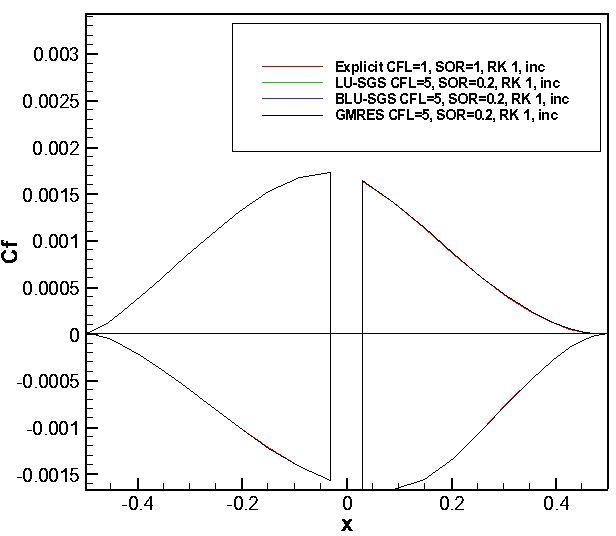 0.003
0.0025
0.002
0.0015
0.001
0.0005
0
-0.0005
-0.001
-0.0015
Cf
Explicit CFL=1, SOR=1, RK 1, inc
LU-SGS CFL=5, SOR=0.2, RK 1, inc
BLU-SGS CFL=5, SOR=0.2, RK 1, inc
GMRES CFL=5, SOR=0.2, RK 1, inc
-0.4 -0.2 0 0.2 0.4
x